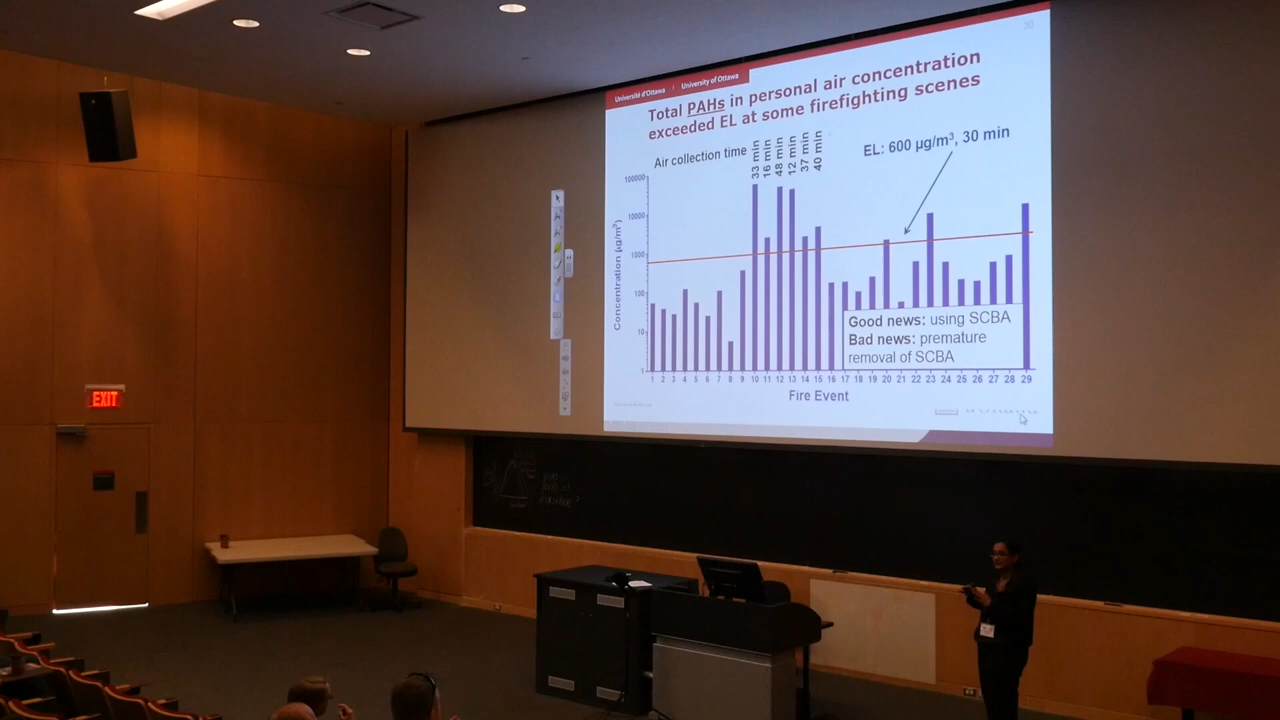 30
Université d'Ottawa | University of Ottawa
Total PAHs in personal air concentration
exceeded EL at some firefighting scenes
Air collection time
33 min
16 min
48 min
12 min
37 min
40 min
EL: 600 µg/m³, 30 min
Concentration (µg/m³)
100000
10000
1000
100
10
1
Good news: using SCBA
Bad news: premature
removal of SCBA
1 2 3 4 5 6 7 8 9 10 11 12 13 14 15 16 17 18 19 20 21 22 23 24 25 26 27 28 29
Fire Event
EXIT